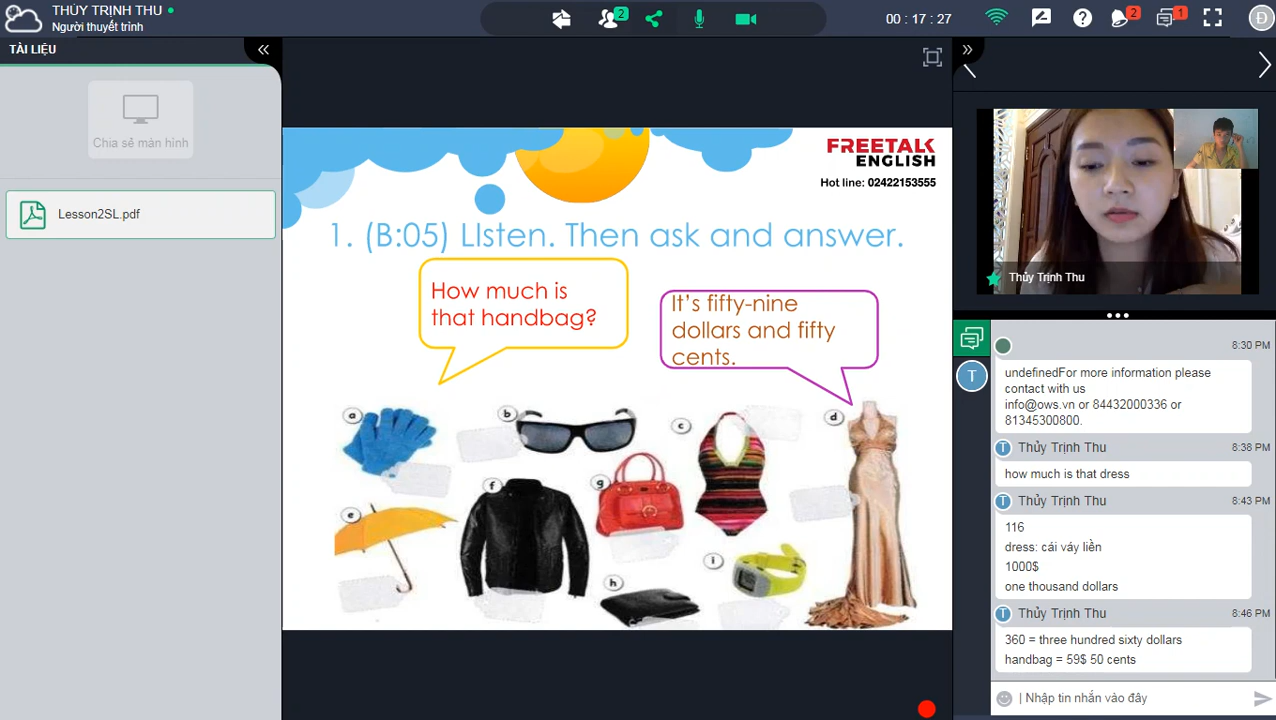 THỦY TRỊNH THU
Người thuyết trình
2
00 : 17 : 27
2
1
Đ
TÀI LIỆU
«
»
Chia sẻ màn hình
Lesson2SL.pdf
FREETALK
ENGLISH
Hot line: 02422153555
1. (B:05) LIsten. Then ask and answer.
How much is
that handbag?
It's fifty-nine
dollars and fifty
cents.
a
b
c
d
e
f
g
h
i
Thủy Trịnh Thu
8:30 PM
undefinedFor more information please
contact with us
info@ows.vn or 84432000336 or
81345300800.
T
T Thủy Trịnh Thu 8:38 PM
how much is that dress
T Thủy Trịnh Thu 8:43 PM
116
dress: cái váy liền
1000$
one thousand dollars
T Thủy Trịnh Thu 8:46 PM
360 = three hundred sixty dollars
handbag = 59$ 50 cents
| Nhập tin nhắn vào đây